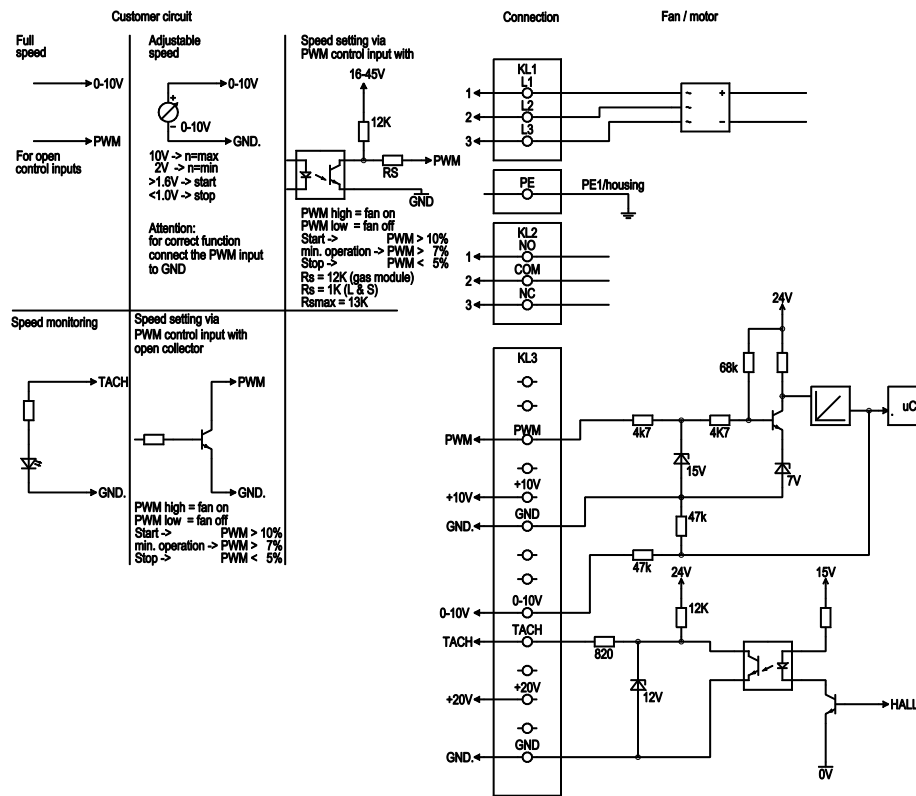 Customer circuit
Connection
Fan / motor
Full
speed
0-10V
PWM
For open
control inputs
Adjustable
speed
0-10V
+
− 0-10V
GND.
10V -> n=max
2V -> n=min
>1.6V -> start
<1.0V -> stop
Attention:
for correct function
connect the PWM input
to GND
Speed setting via
PWM control input with
16-45V
12K
PWM
RS
GND
PWM high = fan on
PWM low = fan off
Start -> PWM > 10%
min. operation -> PWM > 7%
Stop -> PWM < 5%
Rs = 12K (gas module)
Rs = 1K (L & S)
Rsmax = 13K
Speed monitoring
TACH
GND.
Speed setting via
PWM control input with
open collector
PWM
GND.
PWM high = fan on
PWM low = fan off
Start -> PWM > 10%
min. operation -> PWM > 7%
Stop -> PWM < 5%
KL1
L1
1
L2
2
L3
3
~ +
~
~ −
PE
PE1/housing
KL2
NO
1
COM
2
NC
3
KL3
PWM
PWM
+10V
+10V
GND
GND.
0-10V
0-10V
TACH
TACH
+20V
+20V
GND
GND.
24V
68k
4k7
4K7
uC
15V
7V
47k
47k
24V
15V
12K
820
12V
HALL
0V